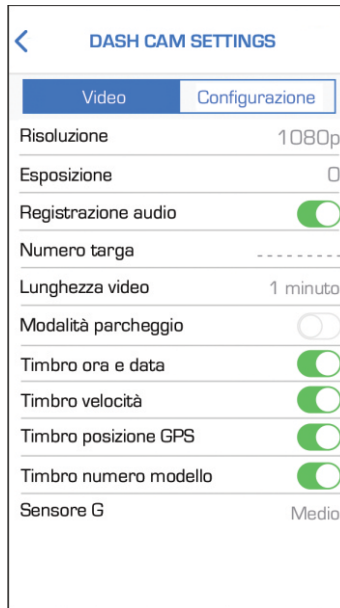 DASH CAM SETTINGS
Video Configurazione
Risoluzione 1080p
Esposizione 0
Registrazione audio
Numero targa ---------
Lunghezza video 1 minuto
Modalità parcheggio
Timbro ora e data
Timbro velocità
Timbro posizione GPS
Timbro numero modello
Sensore G Medio